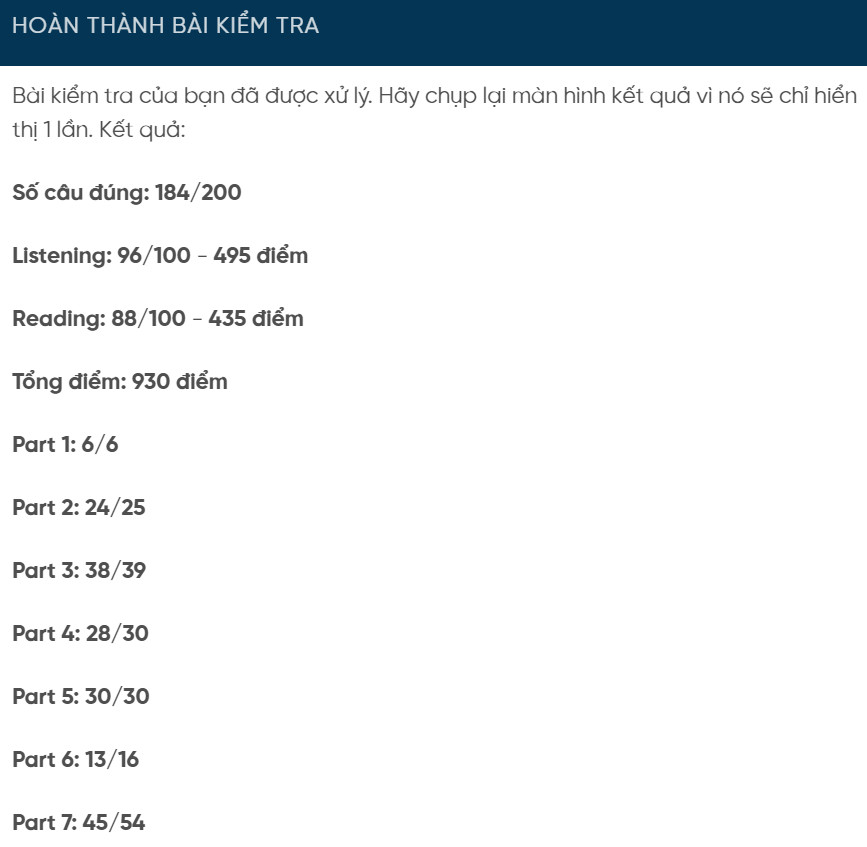 HOÀN THÀNH BÀI KIỂM TRA
Bài kiểm tra của bạn đã được xử lý. Hãy chụp lại màn hình kết quả vì nó sẽ chỉ hiển
thị 1 lần. Kết quả:
Số câu đúng: 184/200
Listening: 96/100 - 495 điểm
Reading: 88/100 - 435 điểm
Tổng điểm: 930 điểm
Part 1: 6/6
Part 2: 24/25
Part 3: 38/39
Part 4: 28/30
Part 5: 30/30
Part 6: 13/16
Part 7: 45/54